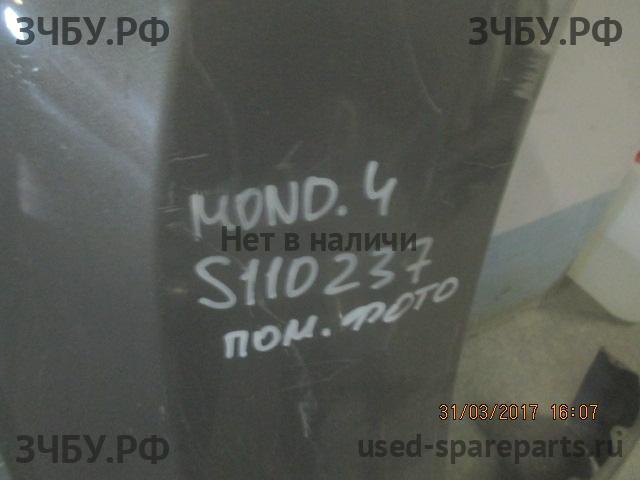 ЗЧБУ.РФ ЗЧБУ.РФ
MOND. 4
Нет в наличии
S110237
ПОМ. ФОТО
31/03/2017 16:07
ЗЧБУ.РФ used-spareparts.ru